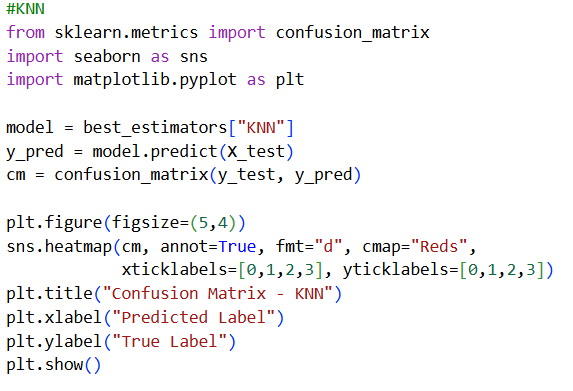 #KNN
from sklearn.metrics import confusion_matrix
import seaborn as sns
import matplotlib.pyplot as plt
model = best_estimators["KNN"]
y_pred = model.predict(X_test)
cm = confusion_matrix(y_test, y_pred)
plt.figure(figsize=(5,4))
sns.heatmap(cm, annot=True, fmt="d", cmap="Reds",
            xticklabels=[0,1,2,3], yticklabels=[0,1,2,3])
plt.title("Confusion Matrix - KNN")
plt.xlabel("Predicted Label")
plt.ylabel("True Label")
plt.show()